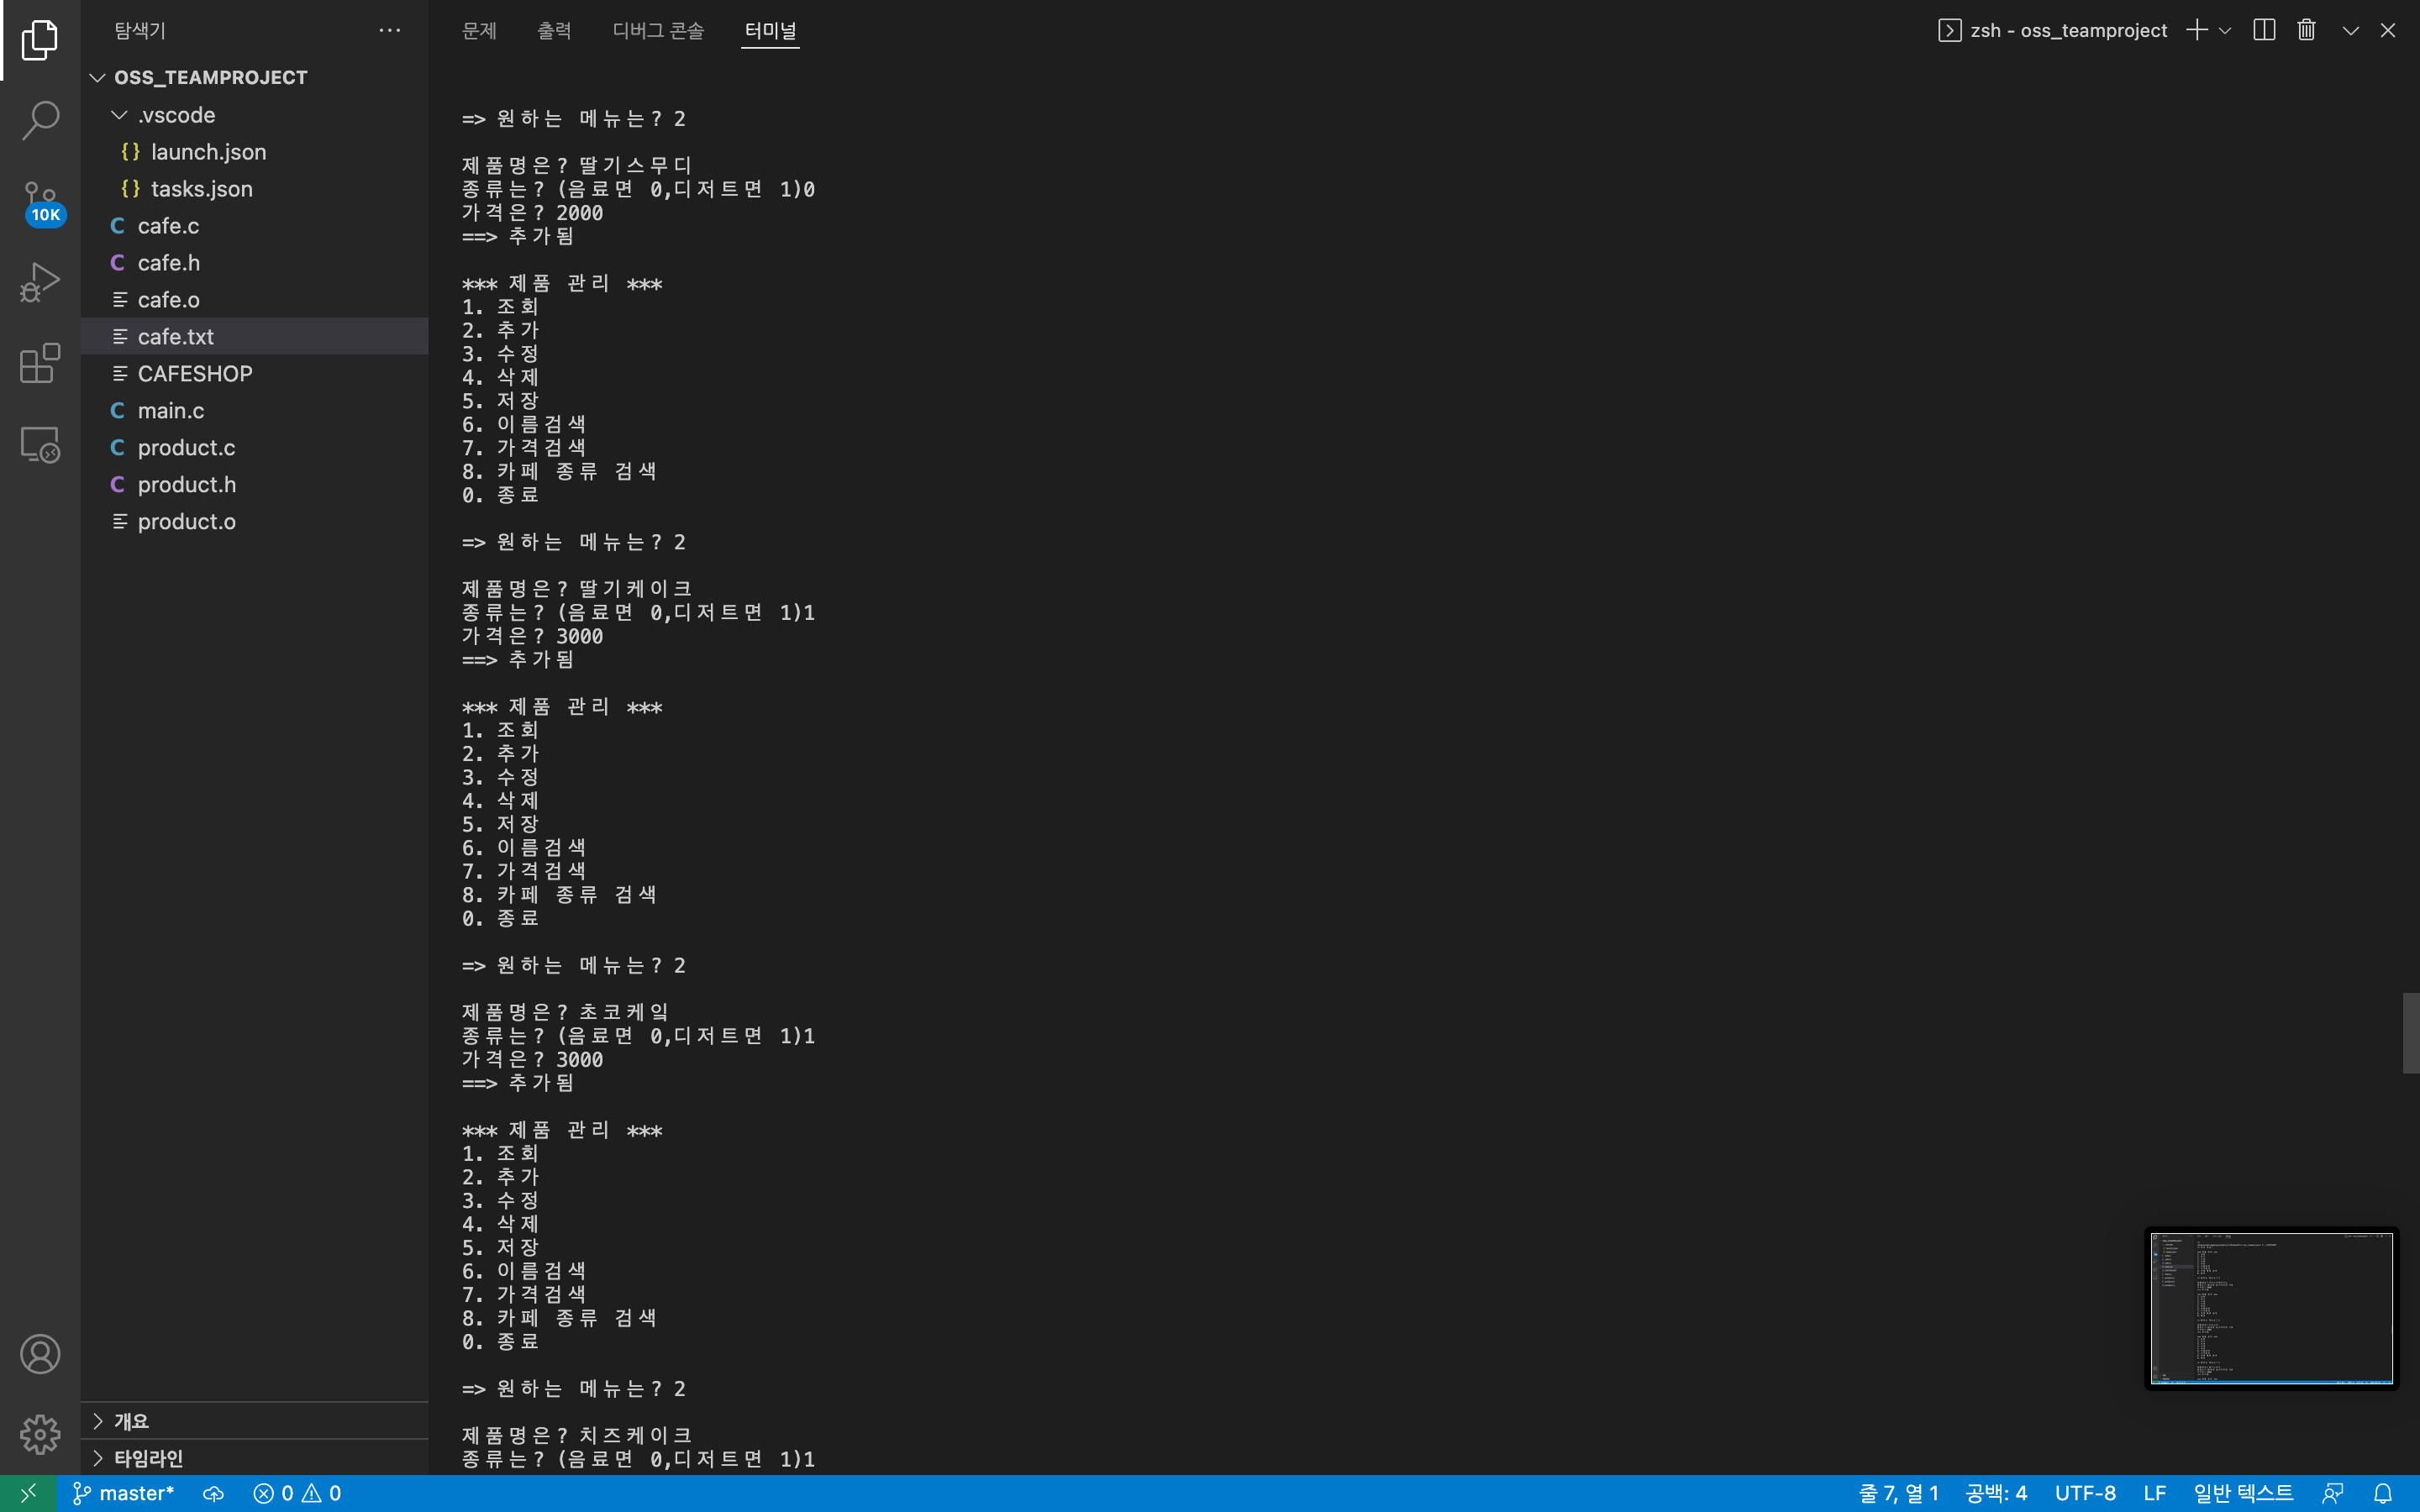 탐색기
OSS_TEAMPROJECT
.vscode
{} launch.json
{} tasks.json
C cafe.c
C cafe.h
cafe.o
cafe.txt
CAFESHOP
C main.c
C product.c
C product.h
product.o
10K
개요
타임라인
문제 출력 디버그 콘솔 터미널
zsh - oss_teamproject
=> 원하는 메뉴는? 2
제품명은? 딸기스무디
종류는? (음료면 0,디저트면 1)0
가격은? 2000
==> 추가됨
*** 제품 관리 ***
1. 조회
2. 추가
3. 수정
4. 삭제
5. 저장
6. 이름검색
7. 가격검색
8. 카페 종류 검색
0. 종료
=> 원하는 메뉴는? 2
제품명은? 딸기케이크
종류는? (음료면 0,디저트면 1)1
가격은? 3000
==> 추가됨
*** 제품 관리 ***
1. 조회
2. 추가
3. 수정
4. 삭제
5. 저장
6. 이름검색
7. 가격검색
8. 카페 종류 검색
0. 종료
=> 원하는 메뉴는? 2
제품명은? 초코케잌
종류는? (음료면 0,디저트면 1)1
가격은? 3000
==> 추가됨
*** 제품 관리 ***
1. 조회
2. 추가
3. 수정
4. 삭제
5. 저장
6. 이름검색
7. 가격검색
8. 카페 종류 검색
0. 종료
=> 원하는 메뉴는? 2
제품명은? 치즈케이크
종류는? (음료면 0,디저트면 1)1
master* 0 0
줄 7, 열 1 공백: 4 UTF-8 LF 일반 텍스트